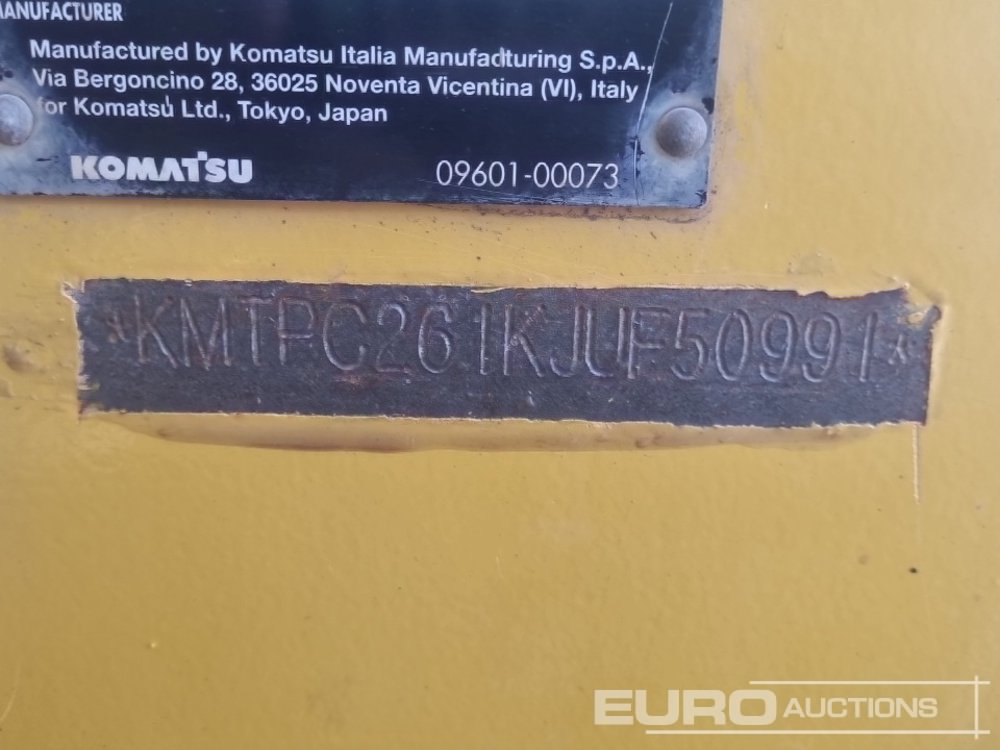 MANUFACTURER
Manufactured by Komatsu Italia Manufacturing S.p.A.,
Via Bergoncino 28, 36025 Noventa Vicentina (VI), Italy
for Komatsu Ltd., Tokyo, Japan
KOMATSU 09601-00073
*KMTPC261KJUF50991*
EURO AUCTIONS